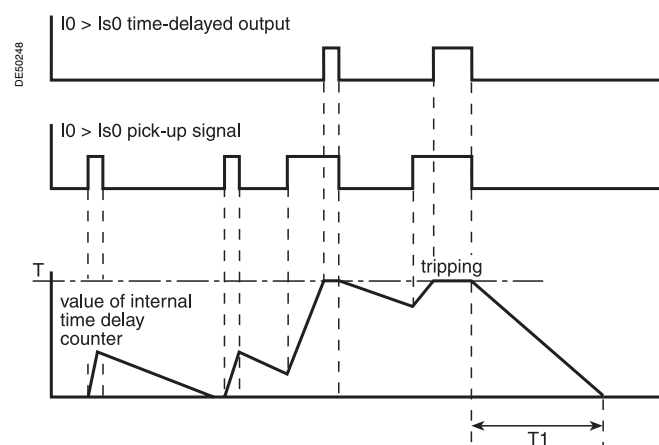 DE50248
I0 > Is0 time-delayed output
I0 > Is0 pick-up signal
T
tripping
value of internal
time delay
counter
T1